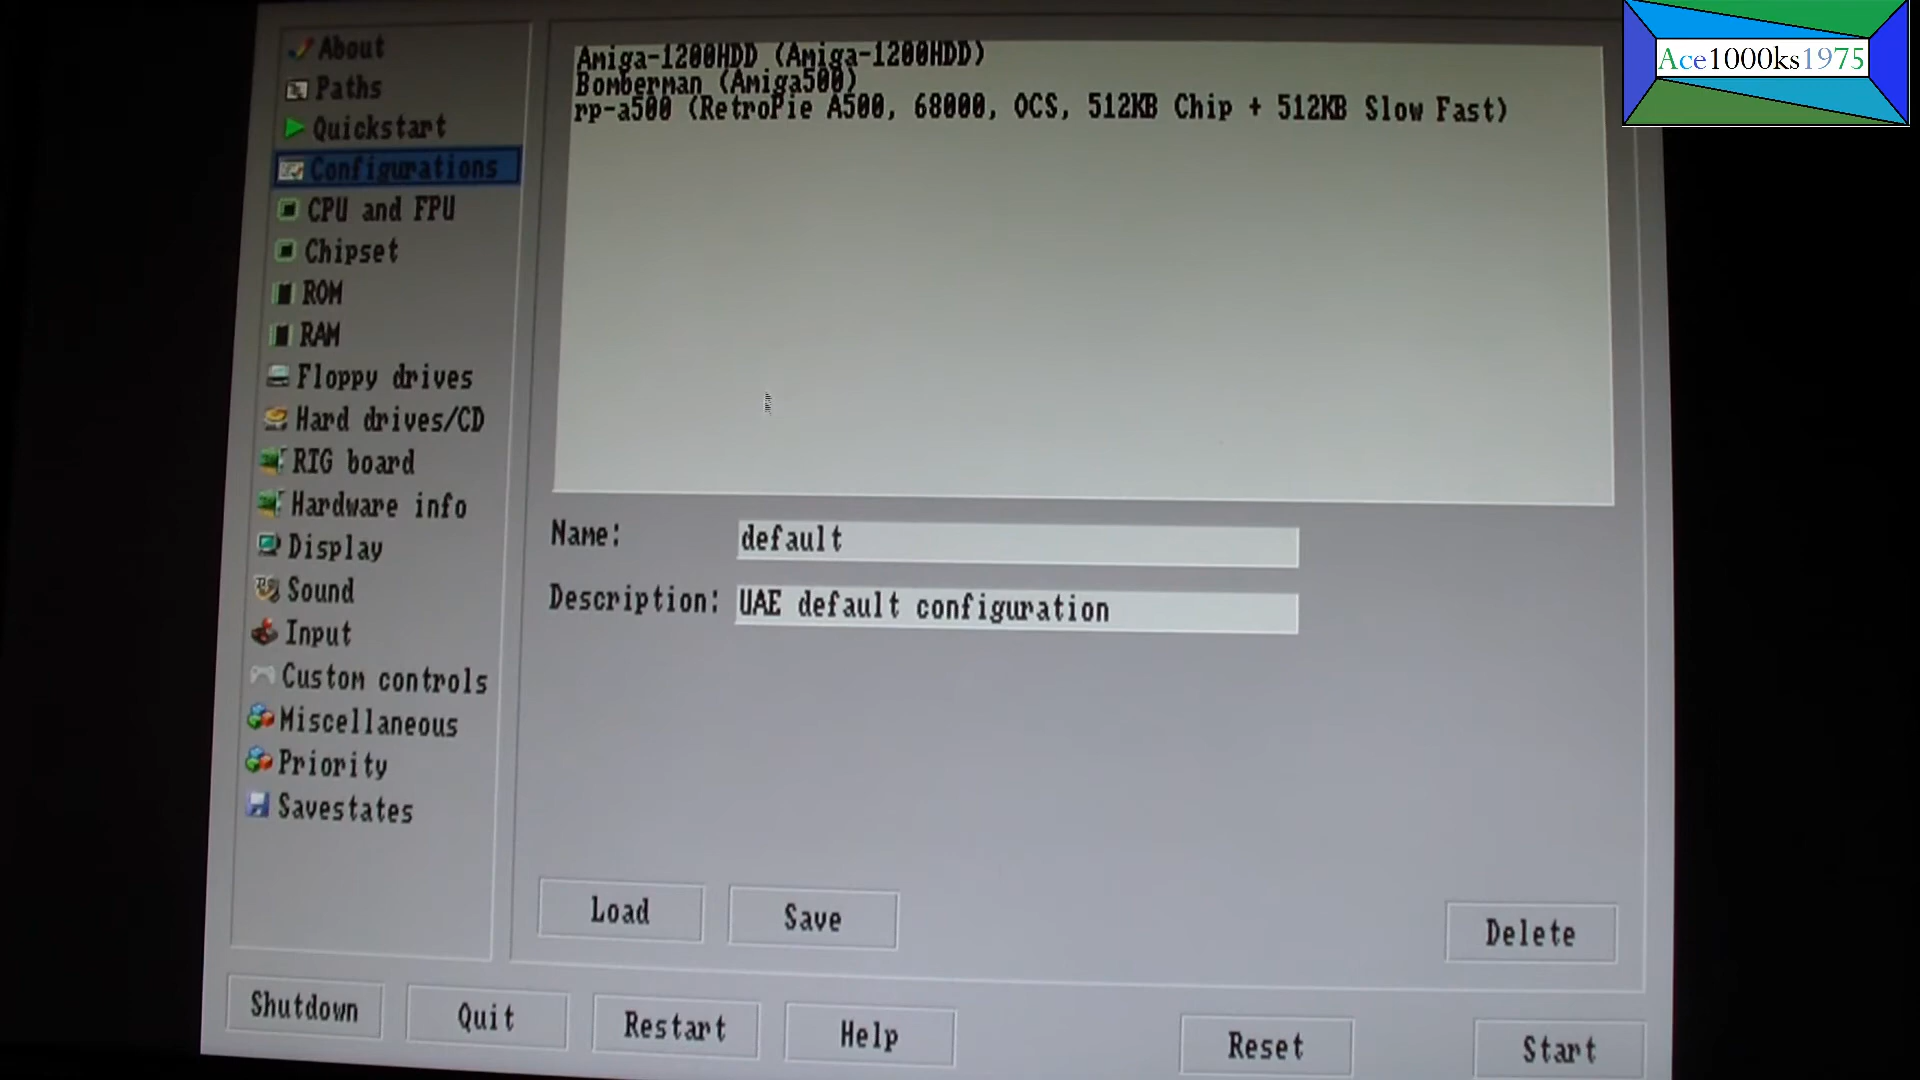 Ace1000ks1975
About
Paths
Quickstart
Configurations
CPU and FPU
Chipset
ROM
RAM
Floppy drives
Hard drives/CD
RTG board
Hardware info
Display
Sound
Input
Custom controls
Miscellaneous
Priority
Savestates
Amiga-1200HDD (Amiga-1200HDD)
Bomberman (Amiga500)
rp-a500 (RetroPie A500, 68000, OCS, 512KB Chip + 512KB Slow Fast)
Name: default
Description: UAE default configuration
Load Save Delete
Shutdown Quit Restart Help Reset Start